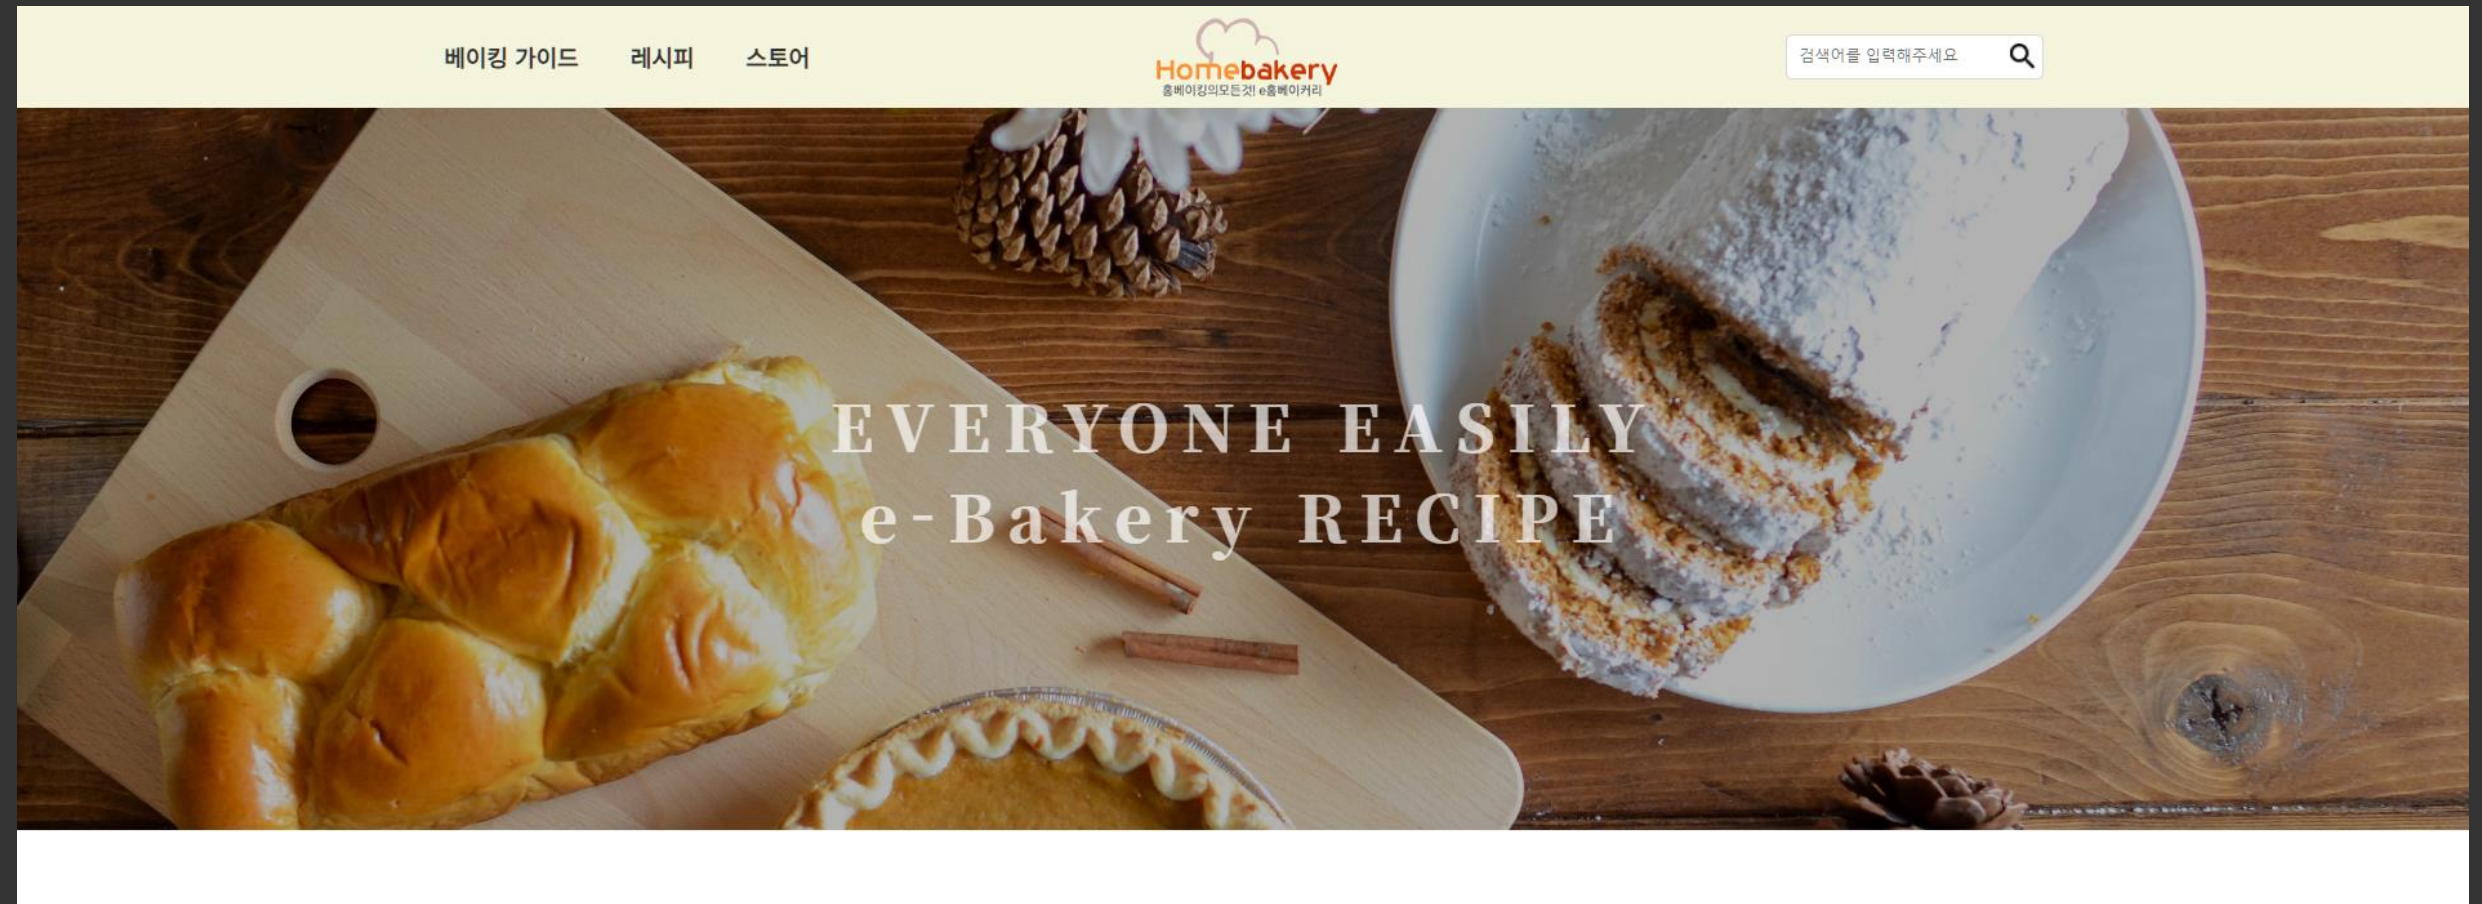 베이킹 가이드 레시피 스토어
Homebakery
홈베이킹의모든것! e홈베이커리
검색어를 입력해주세요
EVERYONE EASILY
e-Bakery RECIPE